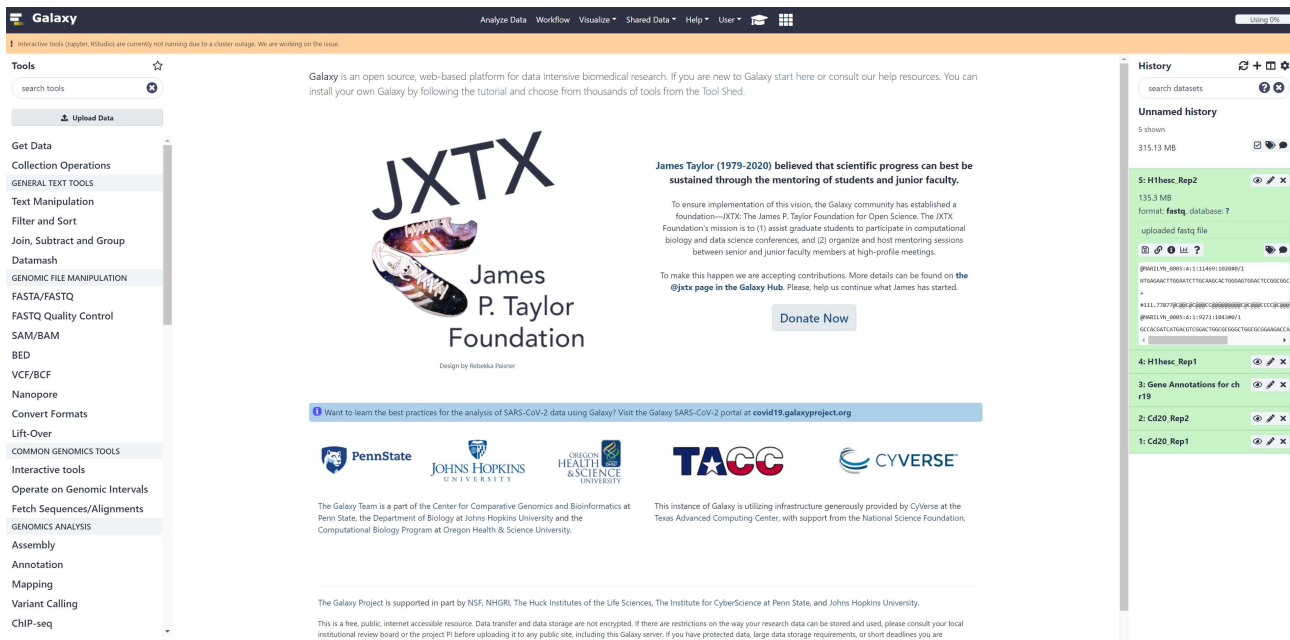 Galaxy
Analyze Data Workflow Visualize Shared Data Help User
Using 0%
Interactive tools (Jupyter, RStudio) are currently not running due to a cluster outage. We are working on the issue.
Tools
search tools
Upload Data
Get Data
Collection Operations
GENERAL TEXT TOOLS
Text Manipulation
Filter and Sort
Join, Subtract and Group
Datamash
GENOMIC FILE MANIPULATION
FASTA/FASTQ
FASTQ Quality Control
SAM/BAM
BED
VCF/BCF
Nanopore
Convert Formats
Lift-Over
COMMON GENOMICS TOOLS
Interactive tools
Operate on Genomic Intervals
Fetch Sequences/Alignments
GENOMICS ANALYSIS
Assembly
Annotation
Mapping
Variant Calling
ChIP-seq
Galaxy is an open source, web-based platform for data intensive biomedical research. If you are new to Galaxy start here or consult our help resources. You can
install your own Galaxy by following the tutorial and choose from thousands of tools from the Tool Shed.
JXTX
James
P. Taylor
Foundation
Design by Rebekka Paisner
James Taylor (1979-2020) believed that scientific progress can best be
sustained through the mentoring of students and junior faculty.
To ensure implementation of this vision, the Galaxy community has established a
foundation—JXTX: The James P. Taylor Foundation for Open Science. The JXTX
Foundation's mission is to (1) assist graduate students to participate in computational
biology and data science conferences, and (2) organize and host mentoring sessions
between senior and junior faculty members at high-profile meetings.
To make this happen we are accepting contributions. More details can be found on the
@jxtx page in the Galaxy Hub. Please, help us continue what James has started.
Donate Now
Want to learn the best practices for the analysis of SARS-CoV-2 data using Galaxy? Visit the Galaxy SARS-CoV-2 portal at covid19.galaxyproject.org
PennState
JOHNS HOPKINS
UNIVERSITY
OREGON
HEALTH
&SCIENCE
UNIVERSITY
TACC
CYVERSE
The Galaxy Team is a part of the Center for Comparative Genomics and Bioinformatics at
Penn State, the Department of Biology at Johns Hopkins University and the
Computational Biology Program at Oregon Health & Science University.
This instance of Galaxy is utilizing infrastructure generously provided by CyVerse at the
Texas Advanced Computing Center, with support from the National Science Foundation.
The Galaxy Project is supported in part by NSF, NHGRI, The Huck Institutes of the Life Sciences, The Institute for CyberScience at Penn State, and Johns Hopkins University.
This is a free, public, internet accessible resource. Data transfer and data storage are not encrypted. If there are restrictions on the way your research data can be stored and used, please consult your local
institutional review board or the project PI before uploading it to any public site, including this Galaxy server. If you have protected data, large data storage requirements, or short deadlines you are
History
search datasets
Unnamed history
5 shown
315.13 MB
5: H1hesc_Rep2
135.3 MB
format: fastq, database: ?
uploaded fastq file
@MARILYN_0005:4:1:11469:1020#0/1
+
@MARILYN_0005:4:1:9271:1043#0/1
4: H1hesc_Rep1
3: Gene Annotations for ch
r19
2: Cd20_Rep2
1: Cd20_Rep1